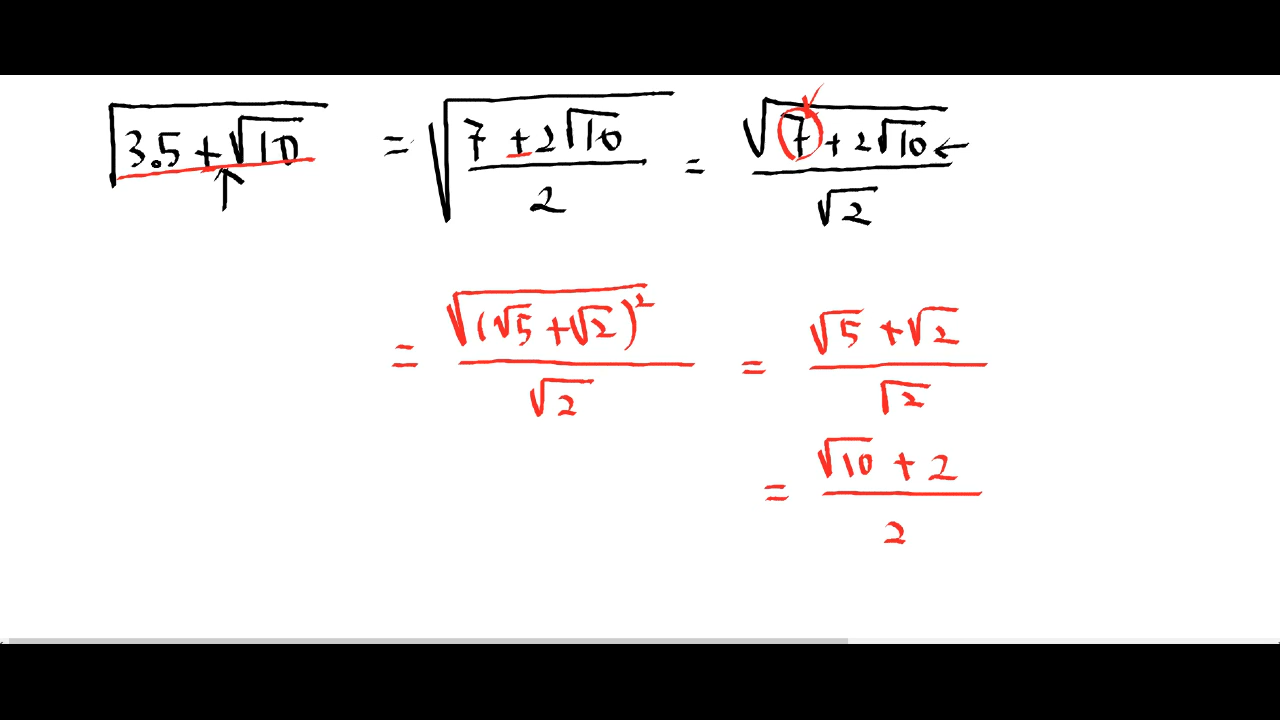 √(3.5 + √10) = √((7 + 2√10)/2) = √(7 + 2√10)/√2
= √((√5 + √2)²)/√2 = (√5 + √2)/√2
= (√10 + 2)/2